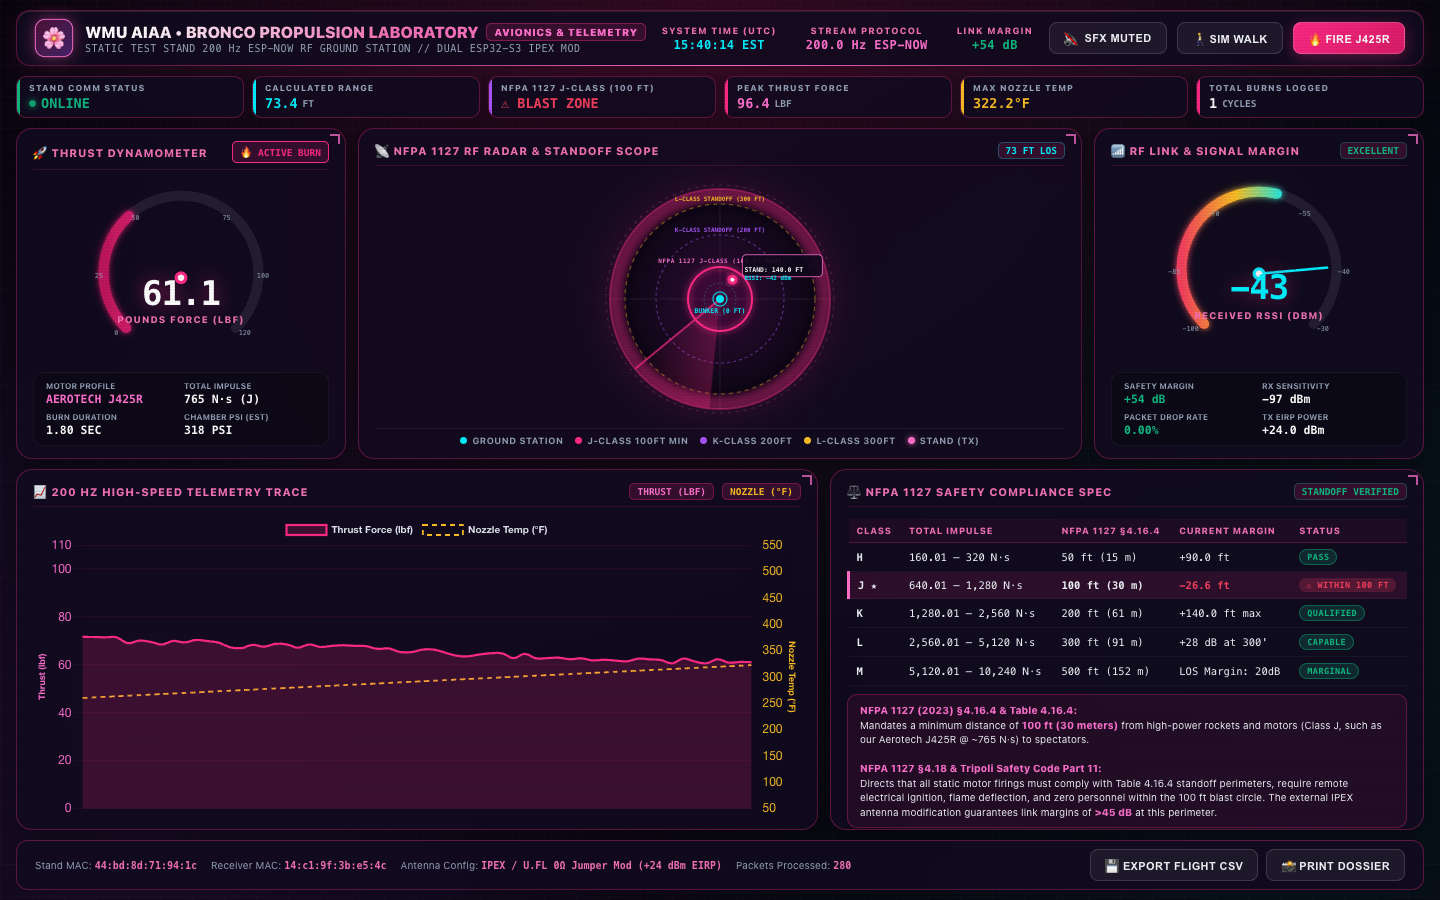 WMU AIAA • BRONCO PROPULSION LABORATORY AVIONICS & TELEMETRY
STATIC TEST STAND 200 Hz ESP-NOW RF GROUND STATION // DUAL ESP32-S3 IPEX MOD
SYSTEM TIME (UTC)
15:40:14 EST
STREAM PROTOCOL
200.0 Hz ESP-NOW
LINK MARGIN
+54 dB
SFX MUTED
SIM WALK
FIRE J425R
STAND COMM STATUS
ONLINE
CALCULATED RANGE
73.4 FT
NFPA 1127 J-CLASS (100 FT)
⚠ BLAST ZONE
PEAK THRUST FORCE
96.4 LBF
MAX NOZZLE TEMP
322.2°F
TOTAL BURNS LOGGED
1 CYCLES
THRUST DYNAMOMETER
ACTIVE BURN
0
25
50
75
100
120
61.1
POUNDS FORCE (LBF)
MOTOR PROFILE
AEROTECH J425R
TOTAL IMPULSE
765 N·s (J)
BURN DURATION
1.80 SEC
CHAMBER PSI (EST)
318 PSI
NFPA 1127 RF RADAR & STANDOFF SCOPE
73 FT LOS
L-CLASS STANDOFF (300 FT)
K-CLASS STANDOFF (200 FT)
NFPA 1127 J-CLASS (10
STAND: 140.0 FT
RSSI: -42 dBm
BUNKER (0 FT)
GROUND STATION
J-CLASS 100FT MIN
K-CLASS 200FT
L-CLASS 300FT
STAND (TX)
RF LINK & SIGNAL MARGIN
EXCELLENT
-100
-85
-70
-55
-40
-30
-43
RECEIVED RSSI (DBM)
SAFETY MARGIN
+54 dB
RX SENSITIVITY
-97 dBm
PACKET DROP RATE
0.00%
TX EIRP POWER
+24.0 dBm
200 HZ HIGH-SPEED TELEMETRY TRACE
THRUST (LBF)
NOZZLE (°F)
Thrust Force (lbf)
Nozzle Temp (°F)
110
100
80
60
40
20
0
Thrust (lbf)
550
500
450
400
350
300
250
200
150
100
50
Nozzle Temp (°F)
NFPA 1127 SAFETY COMPLIANCE SPEC
STANDOFF VERIFIED
CLASS TOTAL IMPULSE NFPA 1127 §4.16.4 CURRENT MARGIN STATUS
H 160.01 – 320 N·s 50 ft (15 m) +90.0 ft PASS
J ★ 640.01 – 1,280 N·s 100 ft (30 m) -26.6 ft ⚠ WITHIN 100 FT
K 1,280.01 – 2,560 N·s 200 ft (61 m) +140.0 ft max QUALIFIED
L 2,560.01 – 5,120 N·s 300 ft (91 m) +28 dB at 300' CAPABLE
M 5,120.01 – 10,240 N·s 500 ft (152 m) LOS Margin: 20dB MARGINAL
NFPA 1127 (2023) §4.16.4 & Table 4.16.4:
Mandates a minimum distance of 100 ft (30 meters) from high-power rockets and motors (Class J, such as
our Aerotech J425R @ ~765 N·s) to spectators.
NFPA 1127 §4.18 & Tripoli Safety Code Part 11:
Directs that all static motor firings must comply with Table 4.16.4 standoff perimeters, require remote
electrical ignition, flame deflection, and zero personnel within the 100 ft blast circle. The external IPEX
antenna modification guarantees link margins of >45 dB at this perimeter.
Stand MAC: 44:bd:8d:71:94:1c Receiver MAC: 14:c1:9f:3b:e5:4c Antenna Config: IPEX / U.FL 0Ω Jumper Mod (+24 dBm EIRP) Packets Processed: 280
EXPORT FLIGHT CSV
PRINT DOSSIER